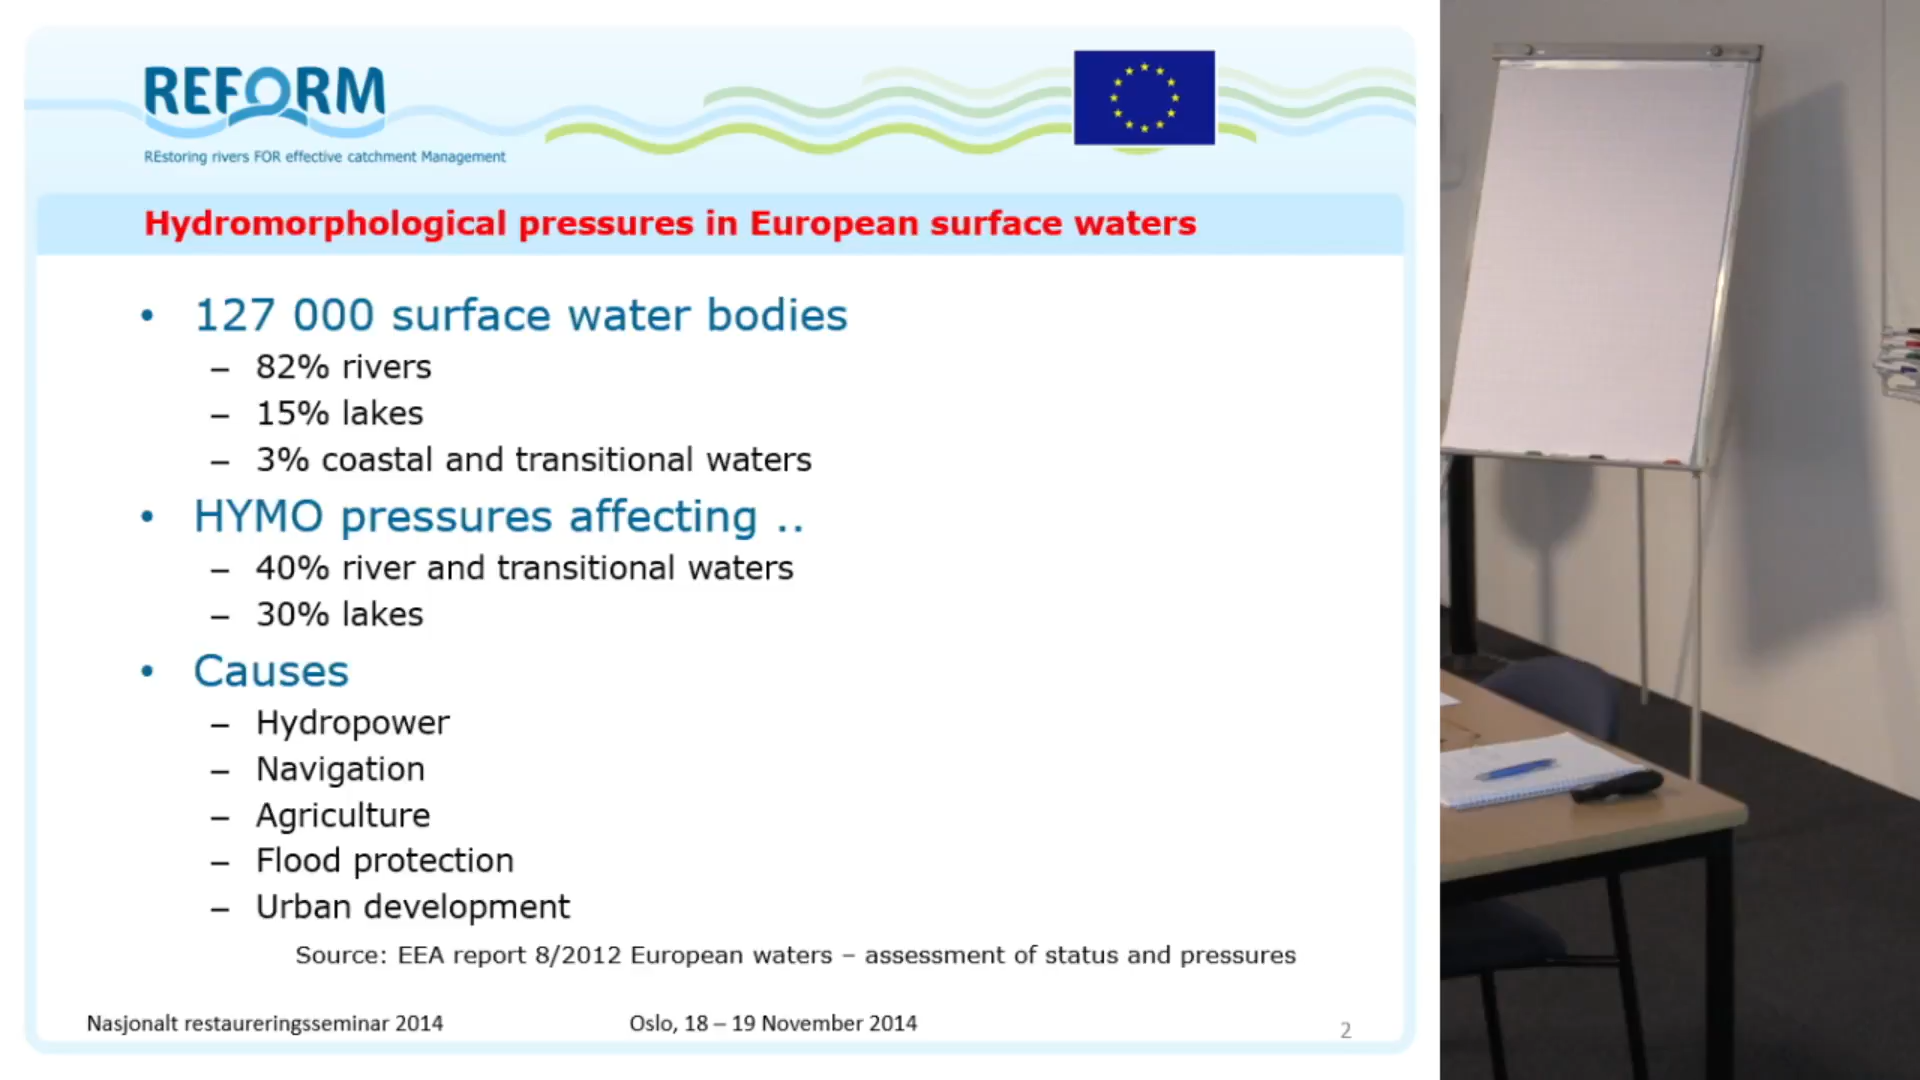 REFORM
REstoring rivers FOR effective catchment Management
Hydromorphological pressures in European surface waters
• 127 000 surface water bodies
– 82% rivers
– 15% lakes
– 3% coastal and transitional waters
• HYMO pressures affecting ..
– 40% river and transitional waters
– 30% lakes
• Causes
– Hydropower
– Navigation
– Agriculture
– Flood protection
– Urban development
Source: EEA report 8/2012 European waters – assessment of status and pressures
Nasjonalt restaureringsseminar 2014 Oslo, 18 – 19 November 2014 2